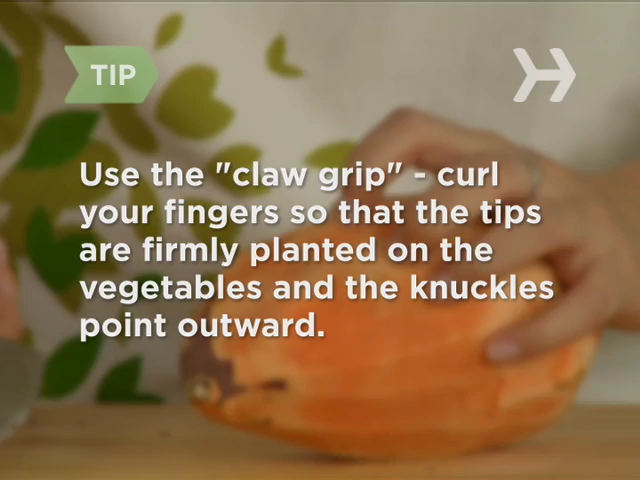 TIP
Use the "claw grip" - curl
your fingers so that the tips
are firmly planted on the
vegetables and the knuckles
point outward.